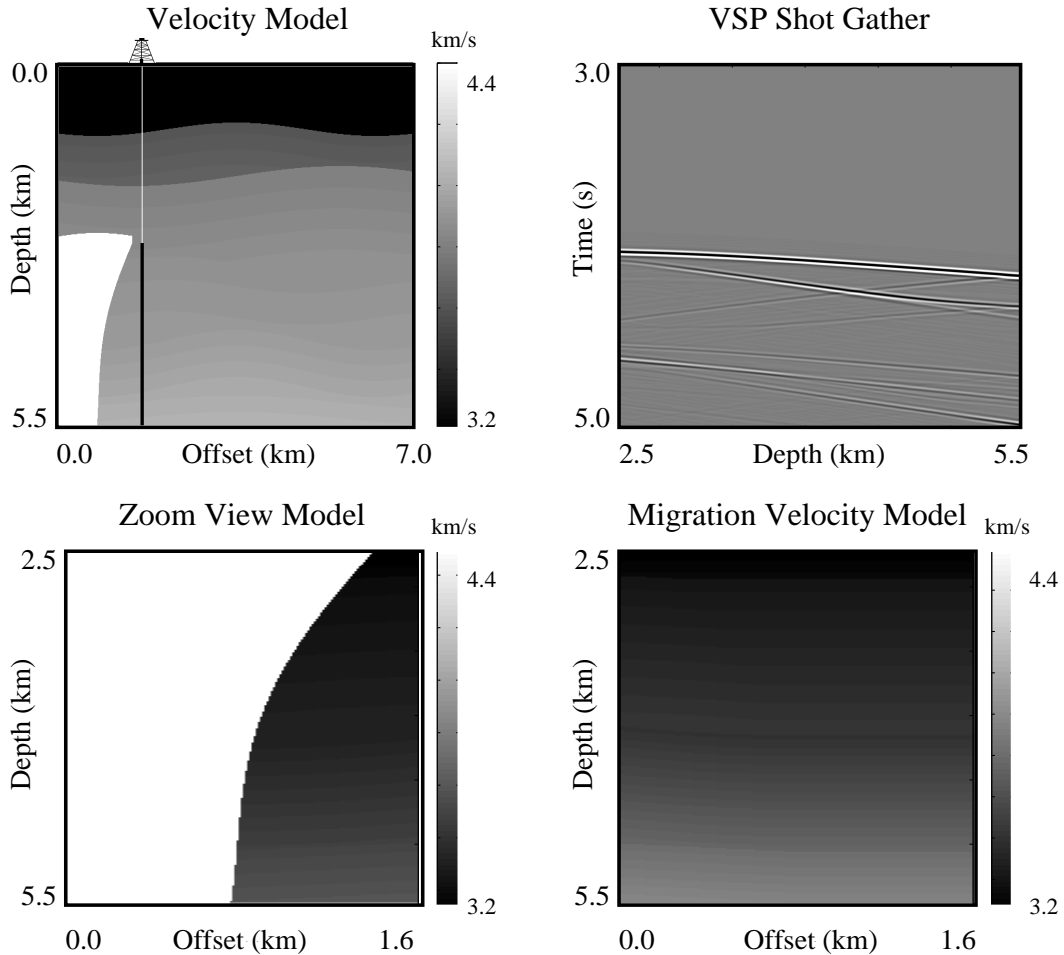 Velocity Model
km/s
0.0
4.4
Depth (km)
5.5
3.2
0.0
Offset (km)
7.0
VSP Shot Gather
3.0
Time (s)
5.0
2.5
Depth (km)
5.5
Zoom View Model
km/s
2.5
4.4
Depth (km)
5.5
3.2
0.0
Offset (km)
1.6
Migration Velocity Model
km/s
2.5
4.4
Depth (km)
5.5
3.2
0.0
Offset (km)
1.6